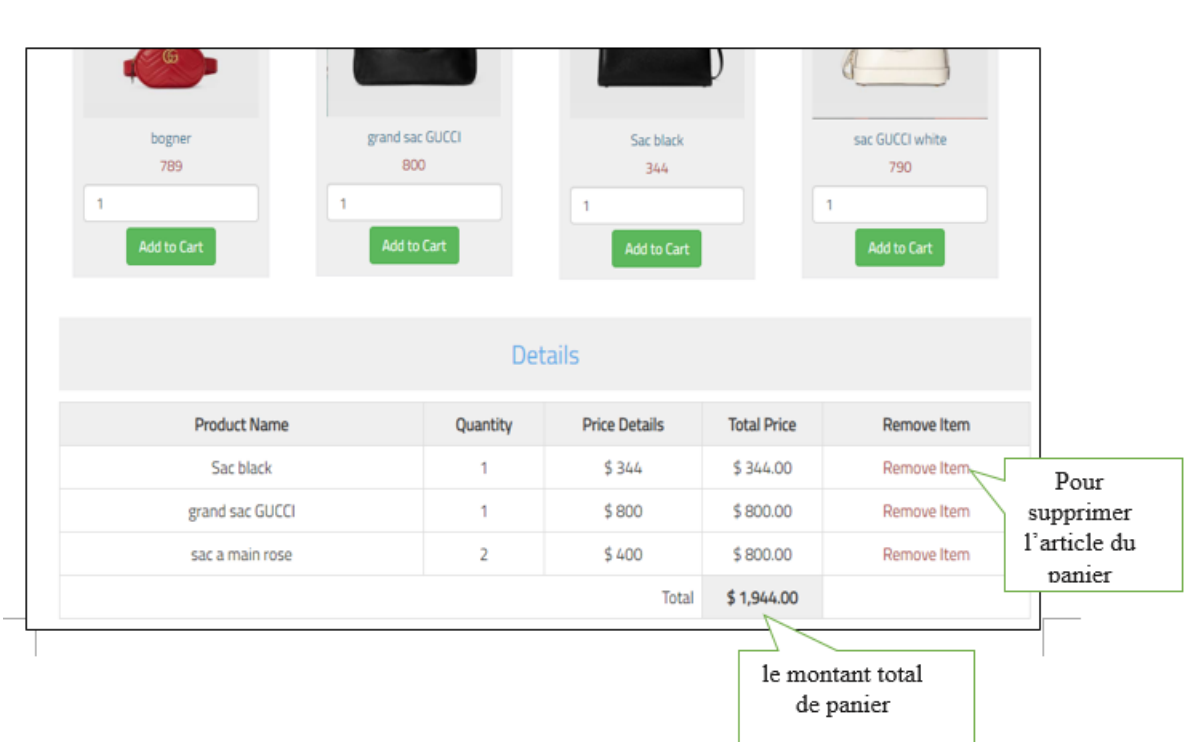 bogner grand sac GUCCI Sac black sac GUCCI white
789 800 344 790
1 1 1 1
Add to Cart Add to Cart Add to Cart Add to Cart
Details
Product Name Quantity Price Details Total Price Remove Item
Sac black 1 $ 344 $ 344.00 Remove Item
grand sac GUCCI 1 $ 800 $ 800.00 Remove Item
sac a main rose 2 $ 400 $ 800.00 Remove Item
Total $ 1,944.00
Pour
supprimer
l’article du
panier
le montant total
de panier